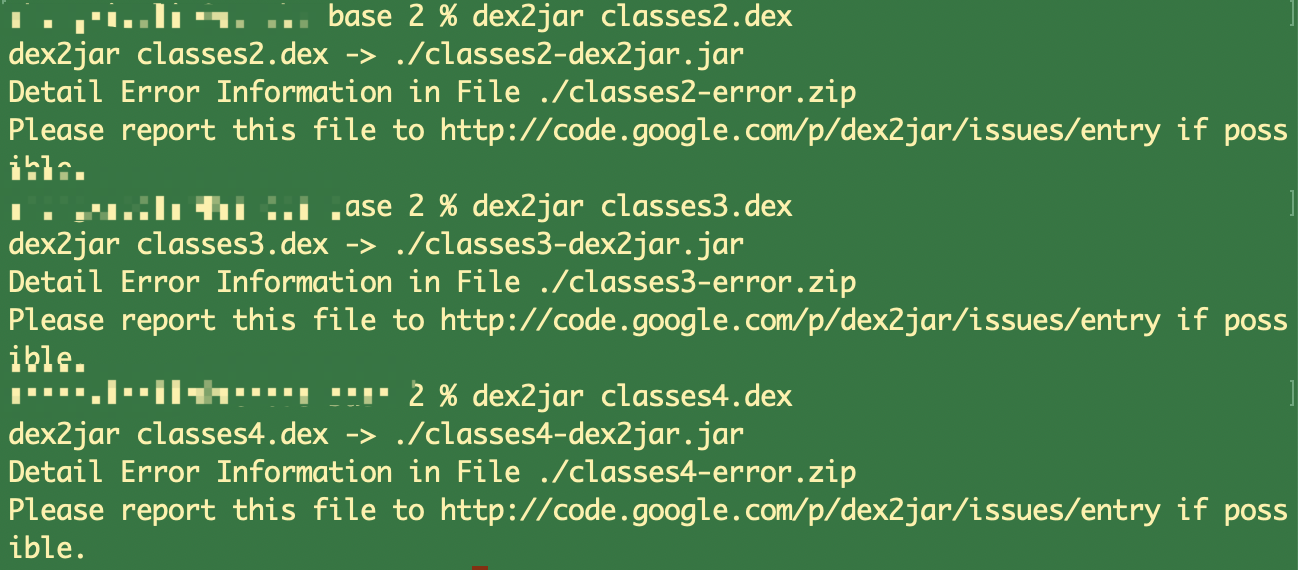 base 2 % dex2jar classes2.dex
dex2jar classes2.dex -> ./classes2-dex2jar.jar
Detail Error Information in File ./classes2-error.zip
Please report this file to http://code.google.com/p/dex2jar/issues/entry if poss
ible.
ase 2 % dex2jar classes3.dex
dex2jar classes3.dex -> ./classes3-dex2jar.jar
Detail Error Information in File ./classes3-error.zip
Please report this file to http://code.google.com/p/dex2jar/issues/entry if poss
ible.
2 % dex2jar classes4.dex
dex2jar classes4.dex -> ./classes4-dex2jar.jar
Detail Error Information in File ./classes4-error.zip
Please report this file to http://code.google.com/p/dex2jar/issues/entry if poss
ible.